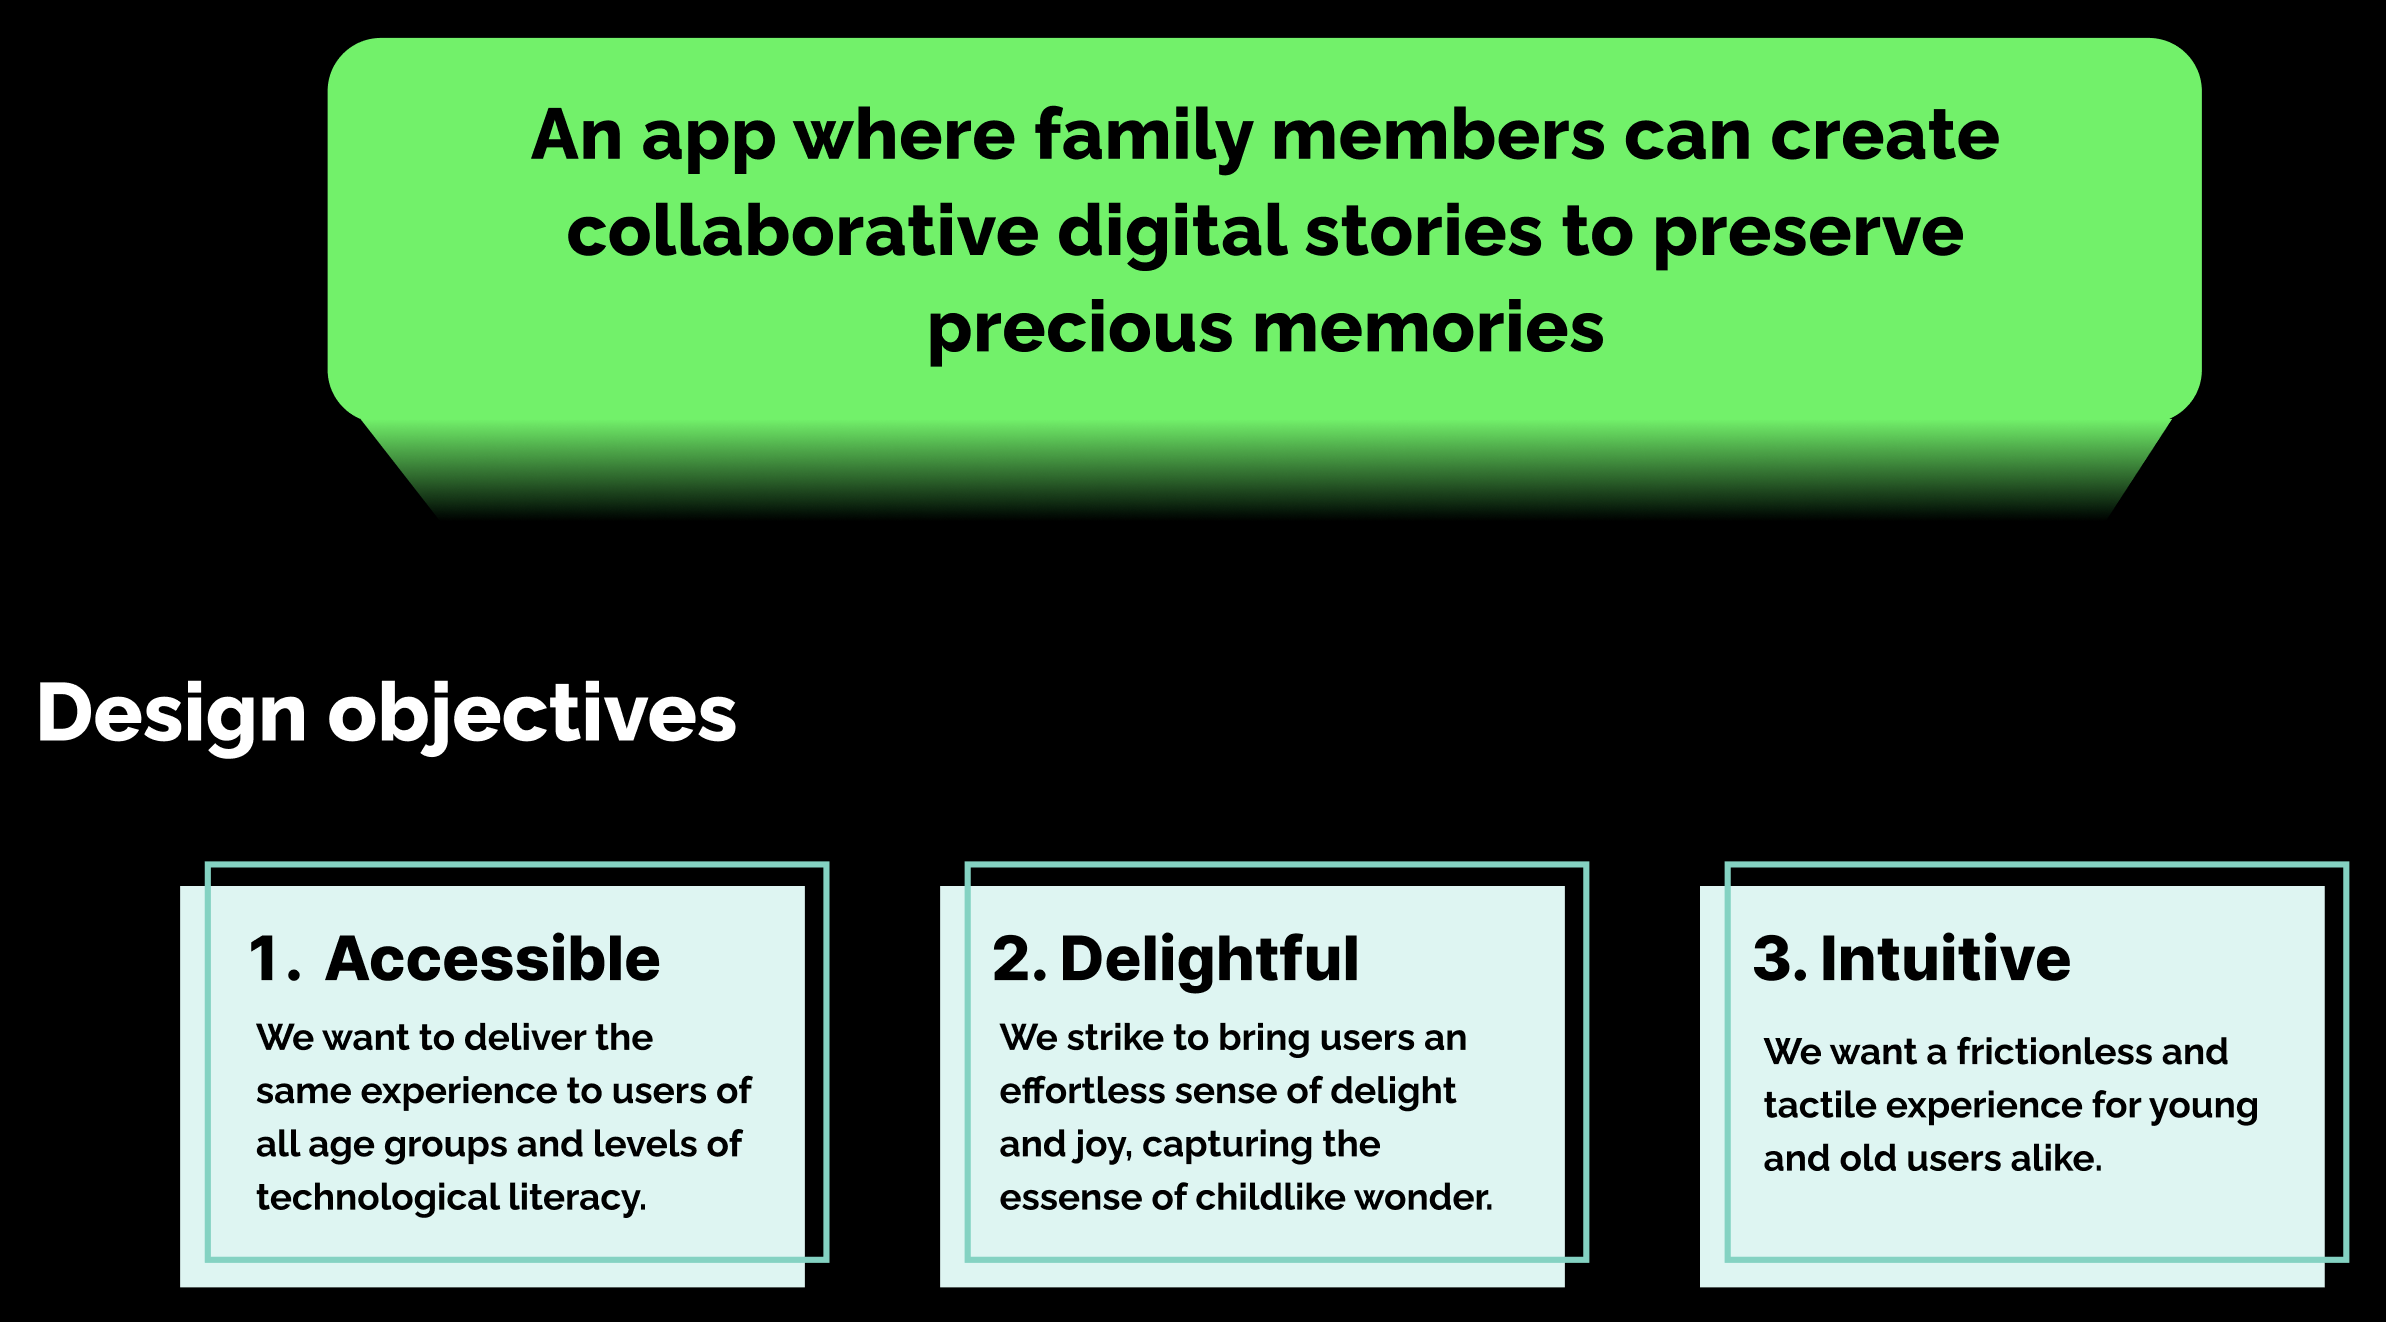 An app where family members can create
collaborative digital stories to preserve
precious memories
Design objectives
1. Accessible
We want to deliver the
same experience to users of
all age groups and levels of
technological literacy.
2. Delightful
We strike to bring users an
effortless sense of delight
and joy, capturing the
essense of childlike wonder.
3. Intuitive
We want a frictionless and
tactile experience for young
and old users alike.